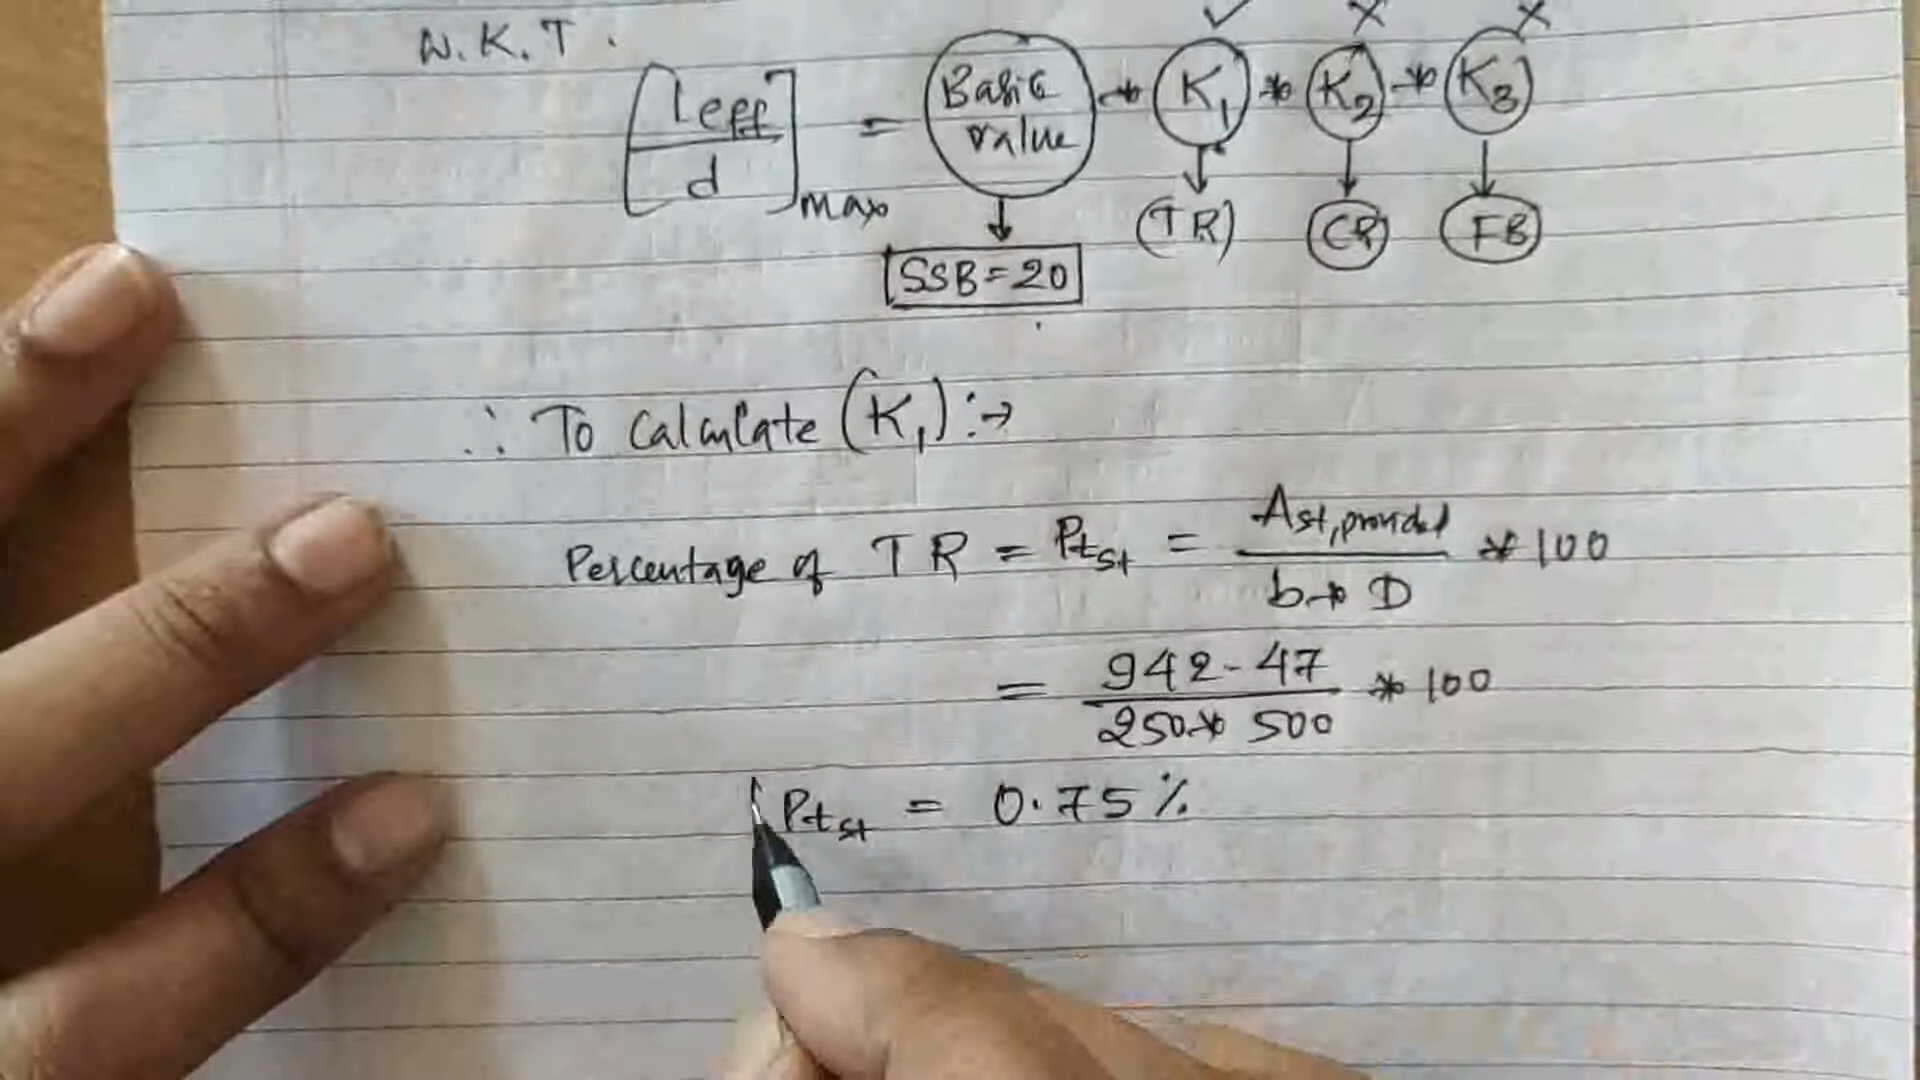 W.K.T.
[leff/d]max = Basic value * K1 * K2 * K3
(TR) CR FB
SSB=20
∴ To Calculate (K1) :→
Percentage of TR = Ptst = Ast,provided / b*D * 100
= 942-47 / 250*500 * 100
Ptst = 0.75%